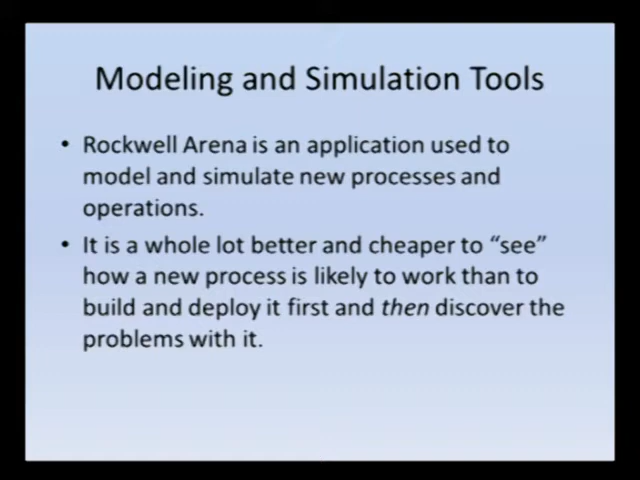 Modeling and Simulation Tools
• Rockwell Arena is an application used to
model and simulate new processes and
operations.
• It is a whole lot better and cheaper to “see”
how a new process is likely to work than to
build and deploy it first and then discover the
problems with it.